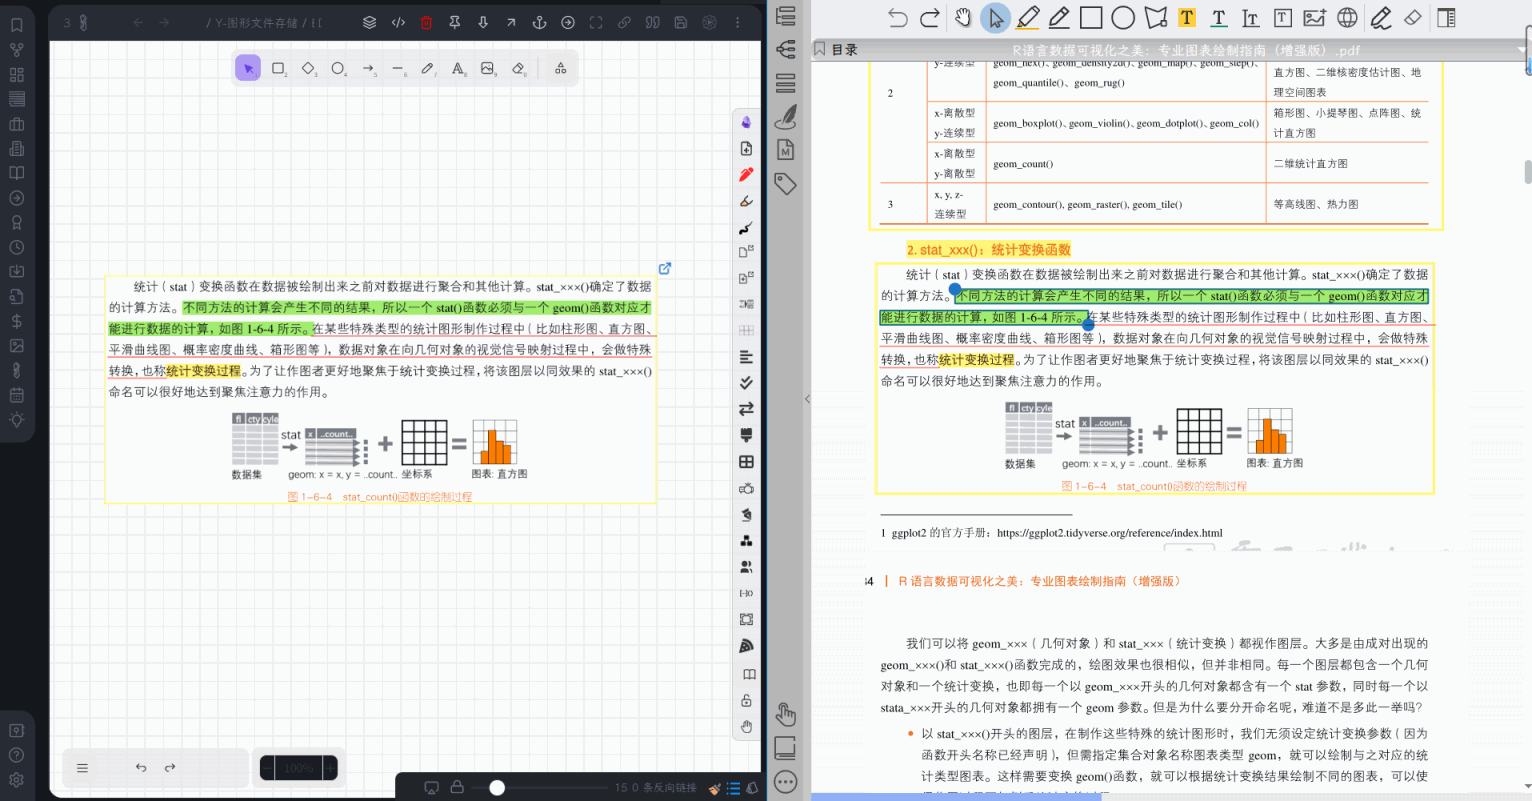 3
/ Y-图形文件存储 /
统计（stat）变换函数在数据被绘制出来之前对数据进行聚合和其他计算。stat_×××()确定了数据
的计算方法。不同方法的计算会产生不同的结果，所以一个 stat()函数必须与一个 geom()函数对应才
能进行数据的计算，如图 1-6-4 所示。在某些特殊类型的统计图形制作过程中（比如柱形图、直方图、
平滑曲线图、概率密度曲线、箱形图等），数据对象在向几何对象的视觉信号映射过程中，会做特殊
转换，也称统计变换过程。为了让作图者更好地聚焦于统计变换过程，将该图层以同效果的 stat_×××()
命名可以很好地达到聚焦注意力的作用。
fl cty cyle
stat
x ..count..
数据集
geom: x = x, y = ..count..
坐标系
图表: 直方图
图 1-6-4 stat_count()函数的绘制过程
100%
15 0 条反向链接
目录
R语言数据可视化之美：专业图表绘制指南（增强版）.pdf
y-连续型
geom_hex()、geom_density2d()、geom_map()、geom_step()、
geom_quantile()、geom_rug()
直方图、二维核密度估计图、地
理空间图表
2
x-离散型
y-连续型
geom_boxplot()、geom_violin()、geom_dotplot()、geom_col()
箱形图、小提琴图、点阵图、统
计直方图
x-离散型
y-离散型
geom_count()
二维统计直方图
3
x, y, z-
连续型
geom_contour(), geom_raster(), geom_tile()
等高线图、热力图
2. stat_xxx()：统计变换函数
统计（stat）变换函数在数据被绘制出来之前对数据进行聚合和其他计算。stat_×××()确定了数据
的计算方法。不同方法的计算会产生不同的结果，所以一个 stat()函数必须与一个 geom()函数对应才
能进行数据的计算，如图 1-6-4 所示。在某些特殊类型的统计图形制作过程中（比如柱形图、直方图、
平滑曲线图、概率密度曲线、箱形图等），数据对象在向几何对象的视觉信号映射过程中，会做特殊
转换，也称统计变换过程。为了让作图者更好地聚焦于统计变换过程，将该图层以同效果的 stat_×××()
命名可以很好地达到聚焦注意力的作用。
fl cty cyle
stat
x ..count..
数据集
geom: x = x, y = ..count..
坐标系
图表: 直方图
图 1-6-4 stat_count()函数的绘制过程
1 ggplot2 的官方手册：https://ggplot2.tidyverse.org/reference/index.html
R 语言数据可视化之美：专业图表绘制指南（增强版）
我们可以将 geom_×××（几何对象）和 stat_×××（统计变换）都视作图层。大多是由成对出现的
geom_×××()和 stat_×××()函数完成的，绘图效果也很相似，但并非相同。每一个图层都包含一个几何
对象和一个统计变换，也即每一个以 geom_×××开头的几何对象都含有一个 stat 参数，同时每一个以
stata_×××开头的几何对象都拥有一个 geom 参数。但是为什么要分开命名呢，难道不是多此一举吗？
• 以 stat_×××()开头的图层，在制作这些特殊的统计图形时，我们无须设定统计变换参数（因为
函数开头名称已经声明），但需指定集合对象名称图表类型 geom，就可以绘制与之对应的统
计类型图表。这样需要变换 geom()函数，就可以根据统计变换结果绘制不同的图表，可以使